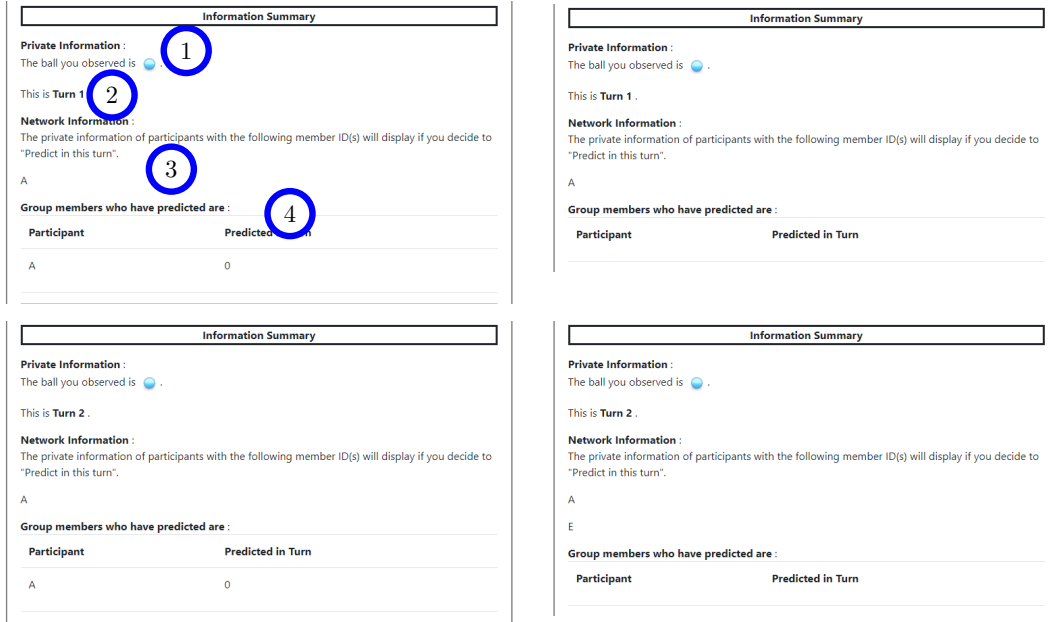 Information Summary
Private Information :
The ball you observed is .
1
This is Turn 1
2
Network Information :
The private information of participants with the following member ID(s) will display if you decide to
"Predict in this turn".
3
A
Group members who have predicted are :
4
Participant Predicted in Turn
A 0
Information Summary
Private Information :
The ball you observed is .
This is Turn 1 .
Network Information :
The private information of participants with the following member ID(s) will display if you decide to
"Predict in this turn".
A
Group members who have predicted are :
Participant Predicted in Turn
Information Summary
Private Information :
The ball you observed is .
This is Turn 2 .
Network Information :
The private information of participants with the following member ID(s) will display if you decide to
"Predict in this turn".
A
Group members who have predicted are :
Participant Predicted in Turn
A 0
Information Summary
Private Information :
The ball you observed is .
This is Turn 2 .
Network Information :
The private information of participants with the following member ID(s) will display if you decide to
"Predict in this turn".
A
E
Group members who have predicted are :
Participant Predicted in Turn